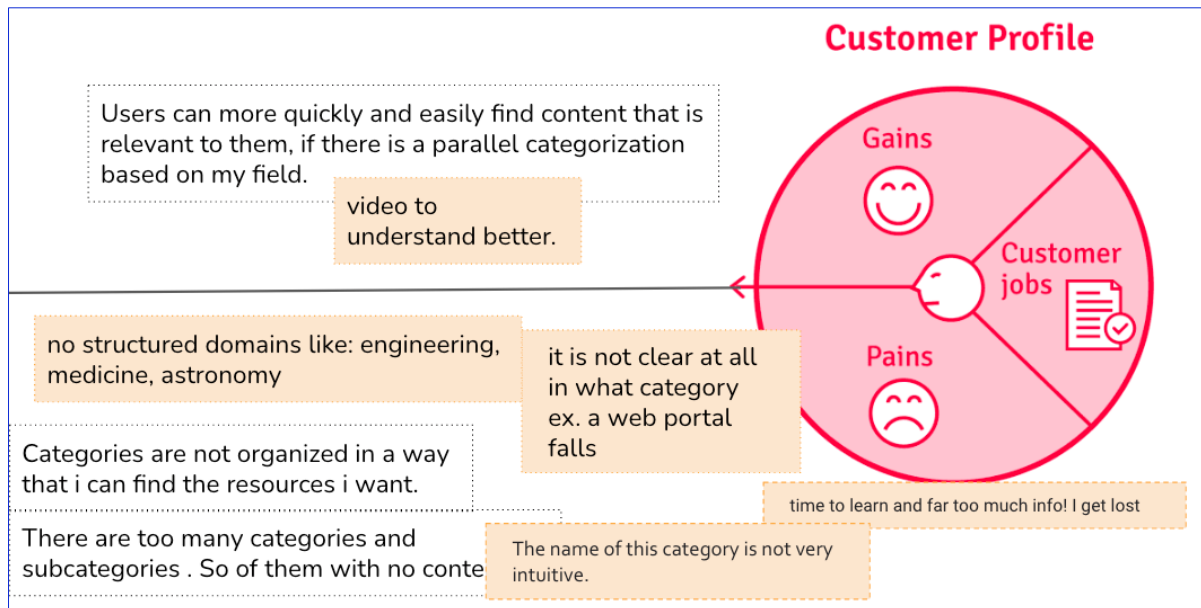 Customer Profile
Users can more quickly and easily find content that is
relevant to them, if there is a parallel categorization
based on my field.
video to
understand better.
Gains
Customer
jobs
Pains
no structured domains like: engineering,
medicine, astronomy
it is not clear at all
in what category
ex. a web portal
falls
Categories are not organized in a way
that i can find the resources i want.
time to learn and far too much info! I get lost
There are too many categories and
subcategories . So of them with no conte
The name of this category is not very
intuitive.